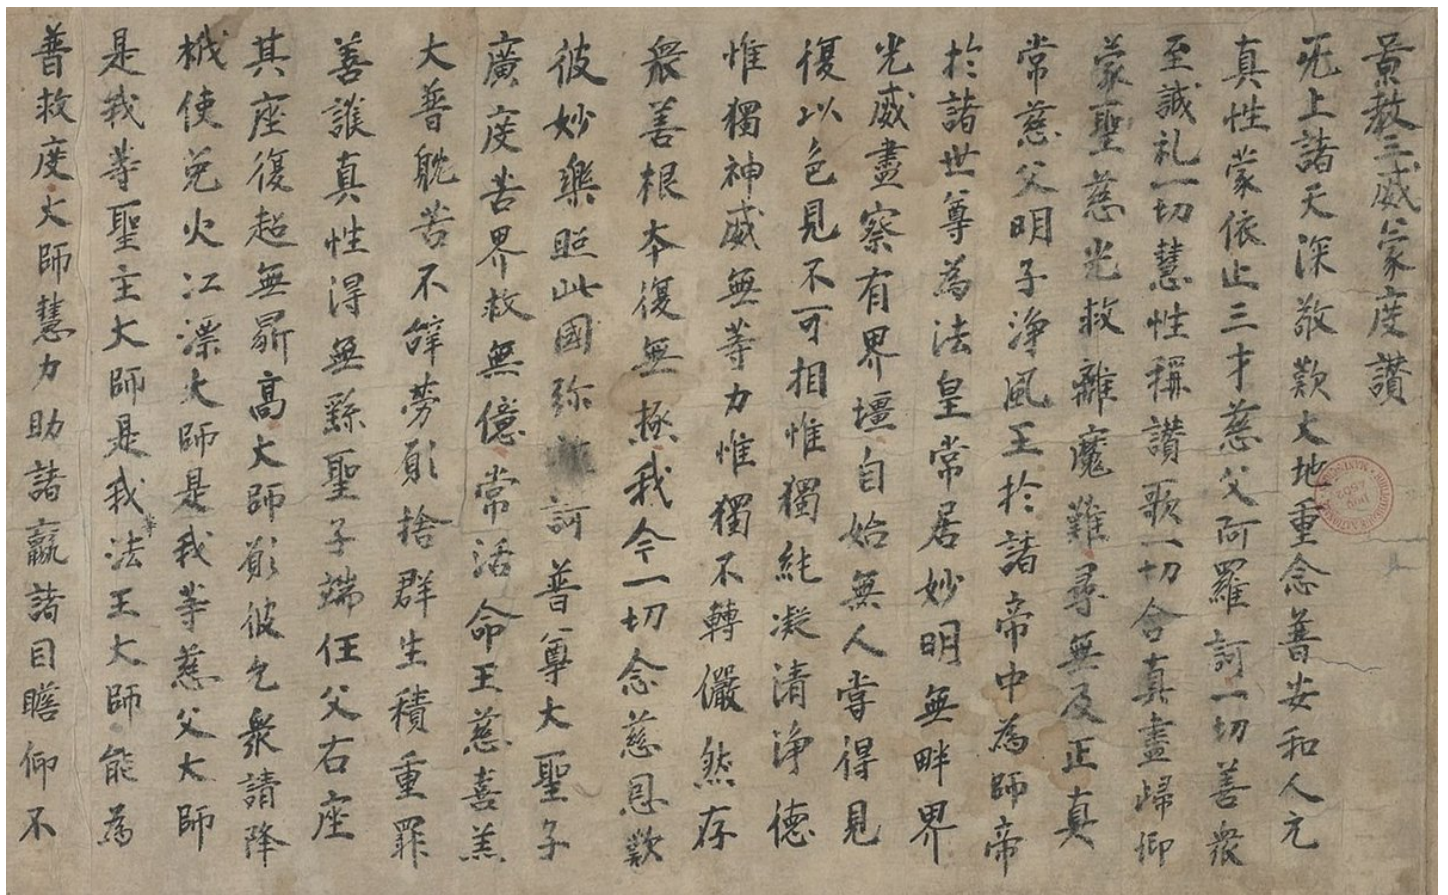 景教三威蒙度讚
旡上諸天深敬歎大地重念普安和人元
真性蒙依止三才慈父阿羅訶一切善衆
至誠礼一切慧性稱讚歌一切含真盡歸仰
蒙聖慈光救離魔難尋無及正真
常慈父明子浄風王於諸帝中為師帝
於諸世尊為法皇常居妙明無畔界
光威盡察有界壃自始無人嘗得見
復以色見不可相惟獨絁凝清浄德
惟獨神威無等力惟獨不轉儼然存
衆善根本復無極我今一切念慈恩歎
彼妙樂照此國弥訶普尊大聖子
廣度苦界救無億常活命王慈喜羔
大普躭苦不辝勞願捨群生積重罪
善護真性得無繇聖子端任父右座
其座復超無鼎高大師願彼乞衆請降
栰使免火江漂大師是我等慈父大師
是我等聖主大師是我等法王大師能為
普救度大師慧力助諸羸諸目瞻仰不